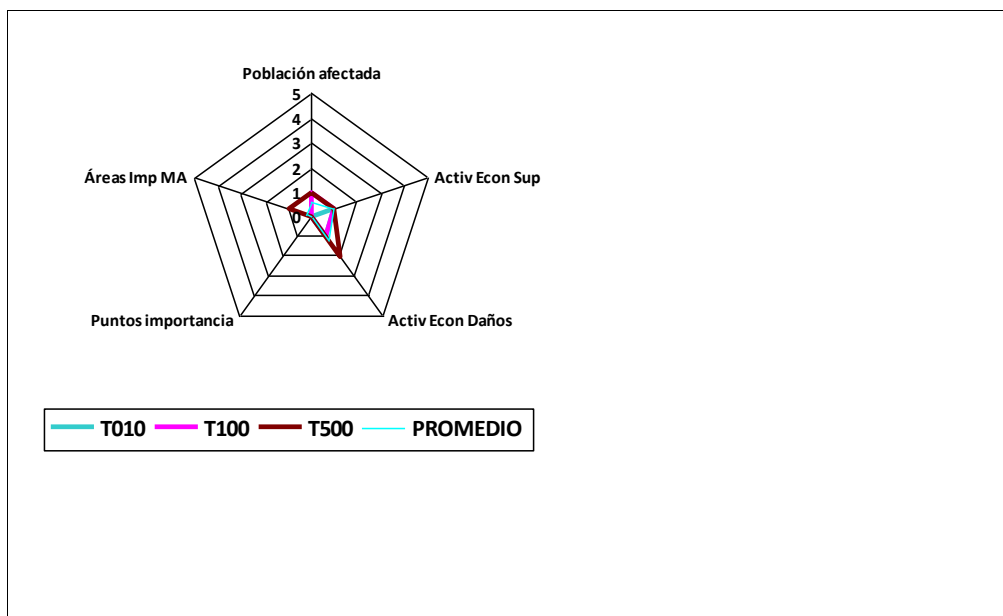 Población afectada
5
4
3
2
1
0
Áreas Imp MA
Activ Econ Sup
Puntos importancia
Activ Econ Daños
T010 T100 T500 PROMEDIO